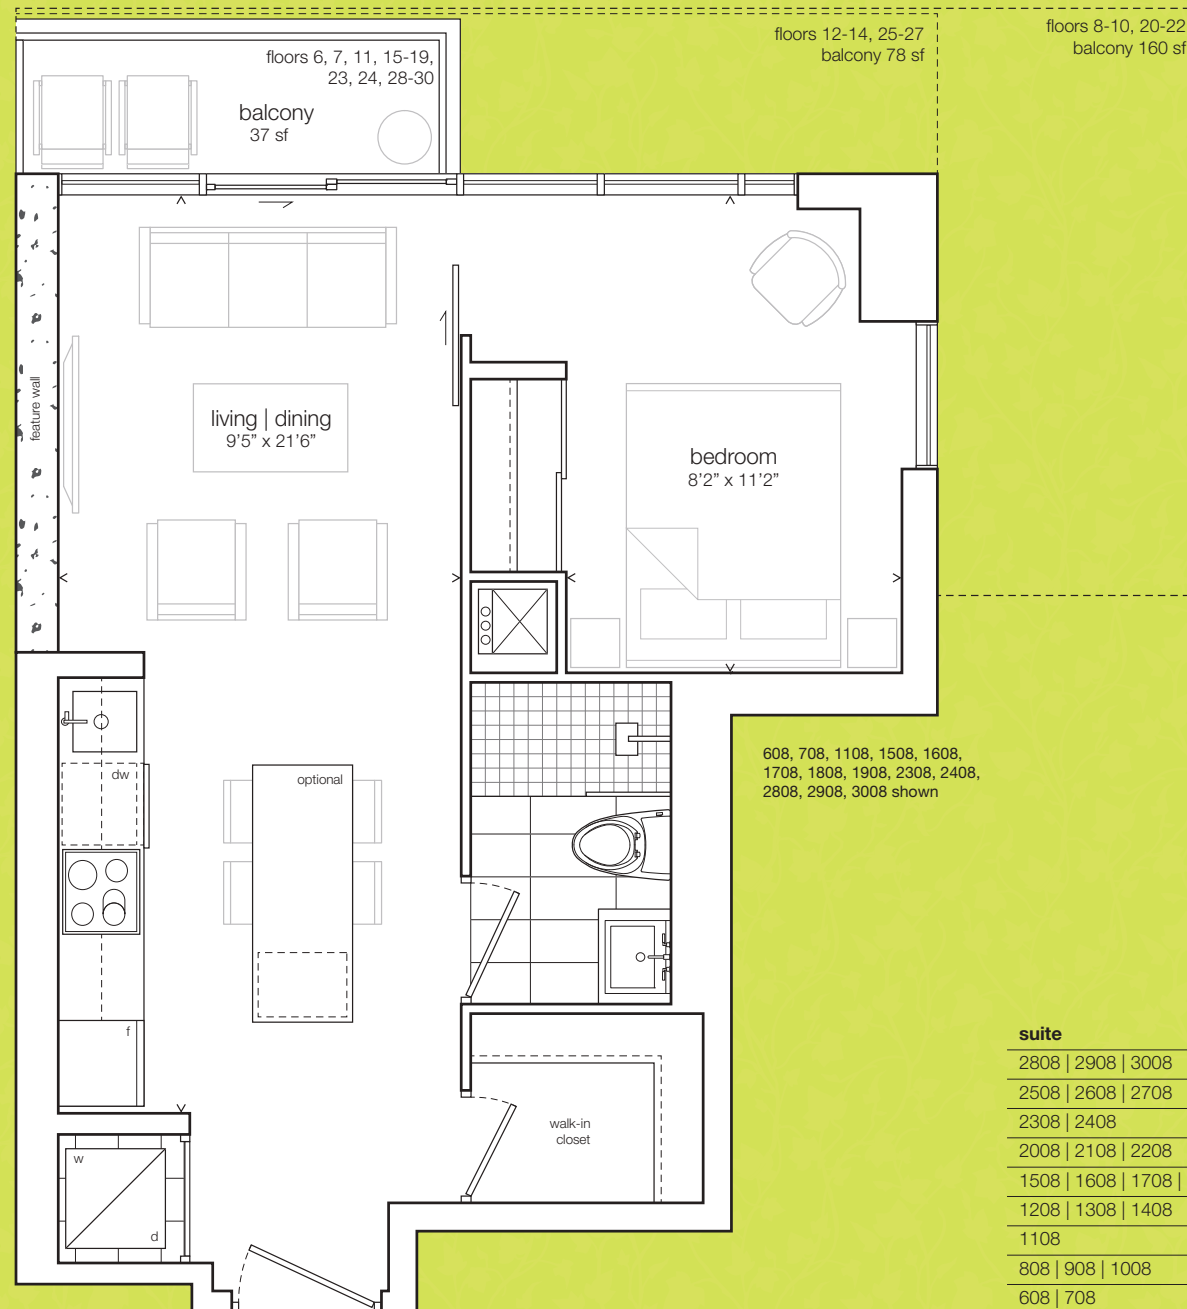 floors 6, 7, 11, 15-19,
23, 24, 28-30
balcony
37 sf
floors 12-14, 25-27
balcony 78 sf
floors 8-10, 20-22
balcony 160 sf
feature wall
living | dining
9’5” x 21’6”
bedroom
8’2” x 11’2”
dw
optional
f
608, 708, 1108, 1508, 1608,
1708, 1808, 1908, 2308, 2408,
2808, 2908, 3008 shown
walk-in
closet
w
d
suite
2808 | 2908 | 3008
2508 | 2608 | 2708
2308 | 2408
2008 | 2108 | 2208
1508 | 1608 | 1708 |
1208 | 1308 | 1408
1108
808 | 908 | 1008
608 | 708